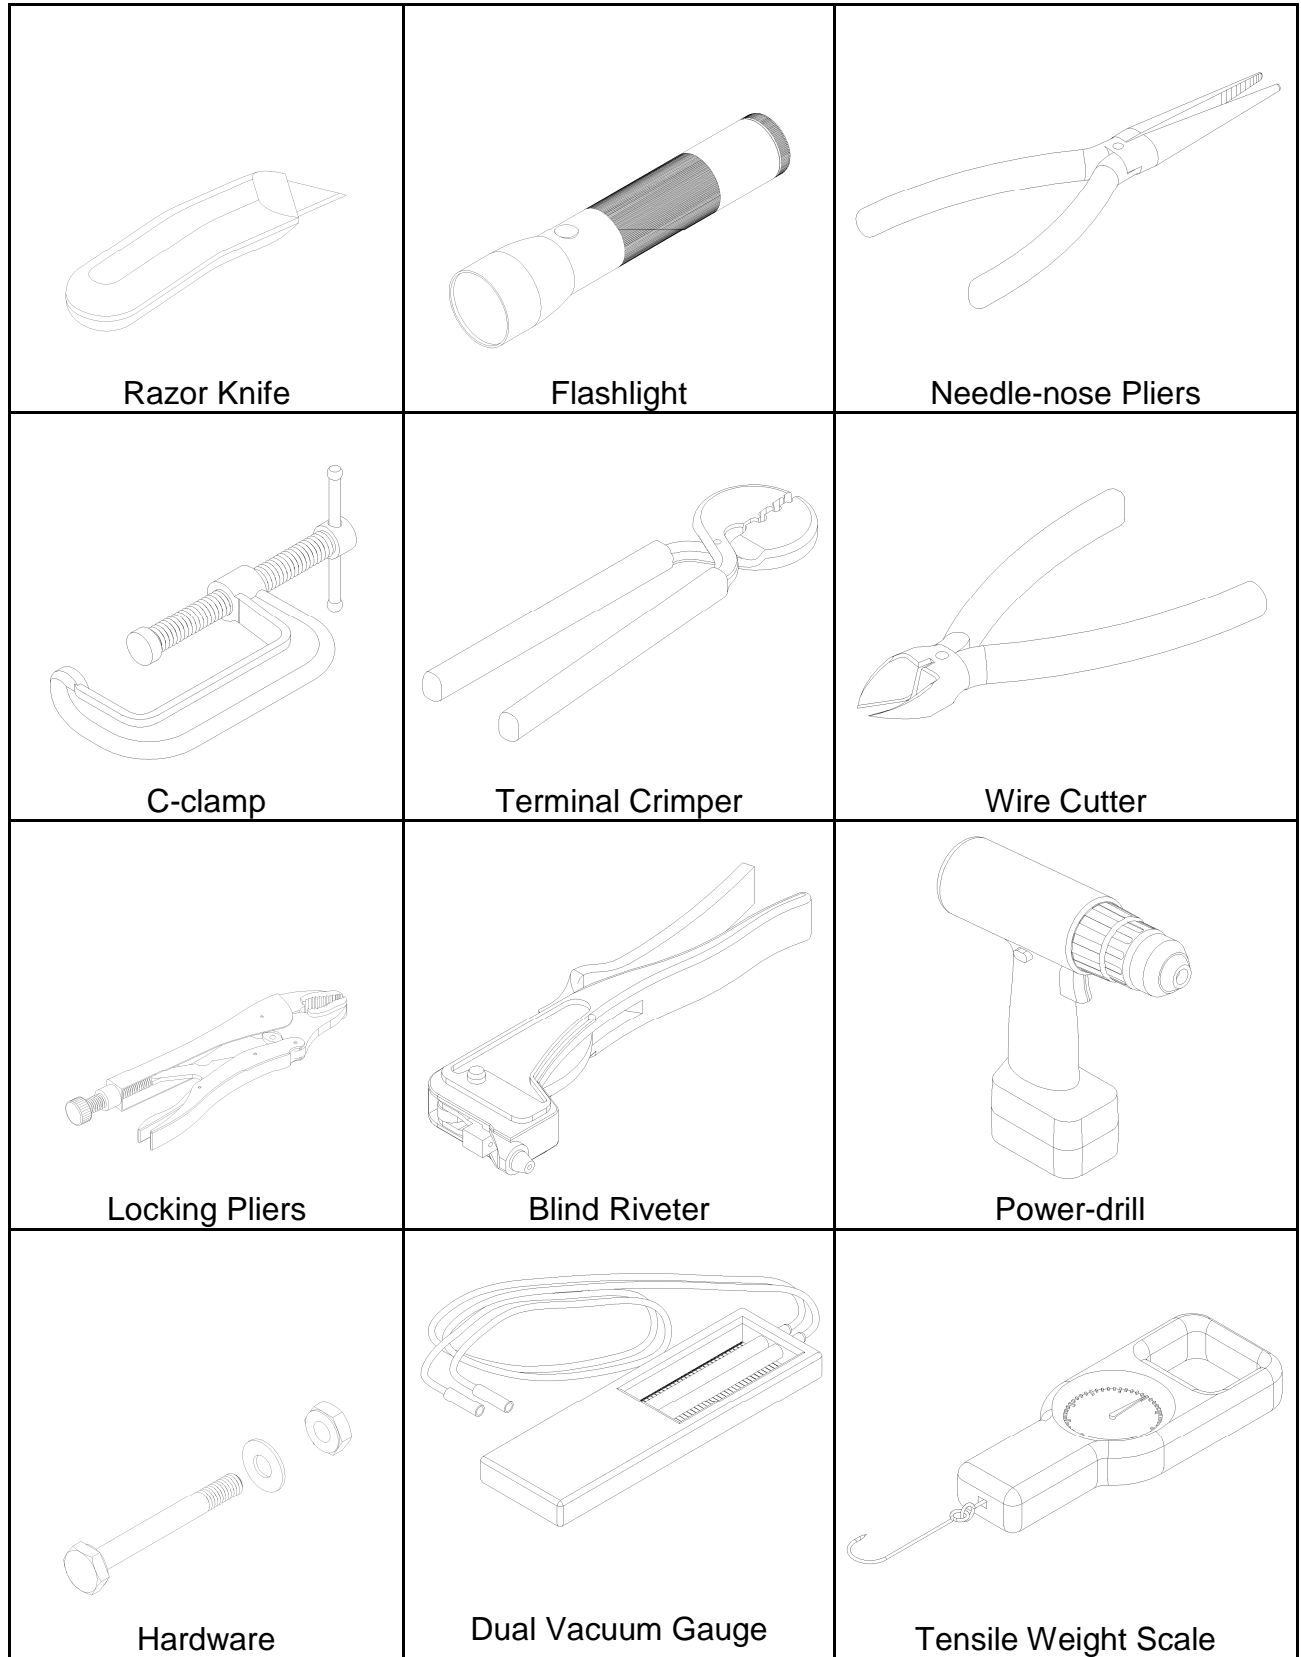 Razor Knife
Flashlight
Needle-nose Pliers
C-clamp
Terminal Crimper
Wire Cutter
Locking Pliers
Blind Riveter
Power-drill
Hardware
Dual Vacuum Gauge
Tensile Weight Scale